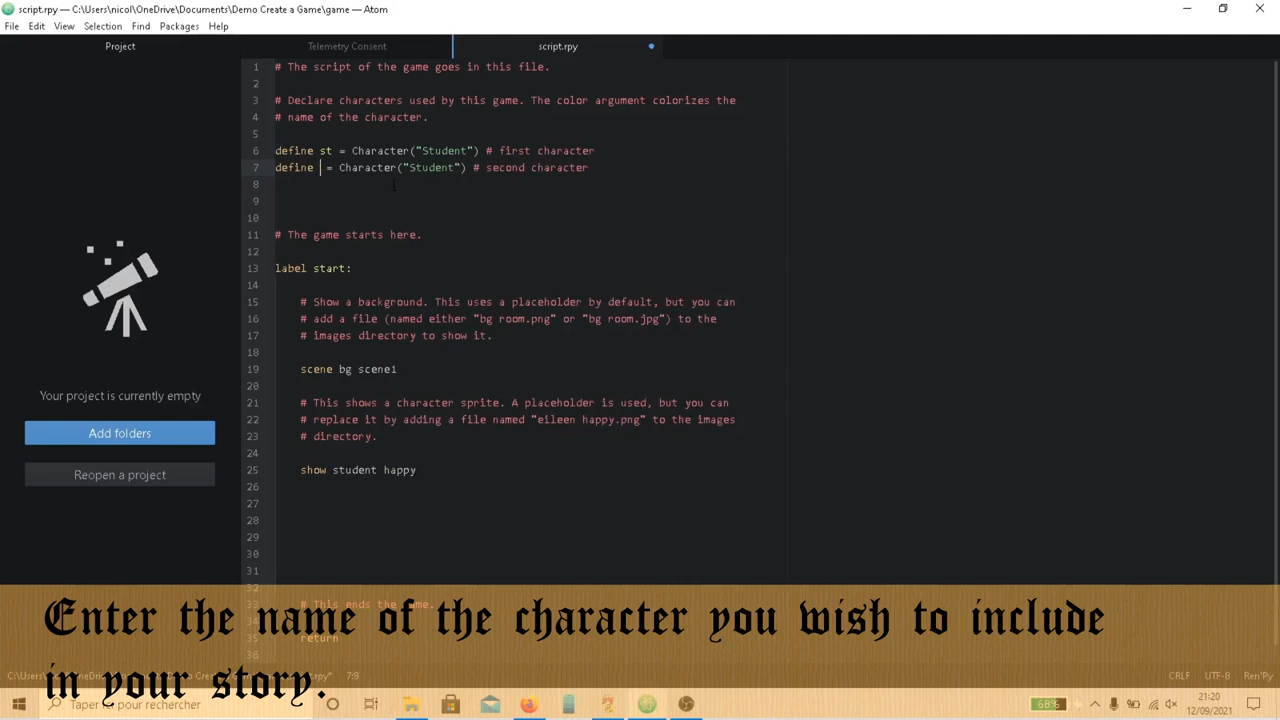 script.rpy — C:\Users\nicol\OneDrive\Documents\Demo Create a Game\game — Atom
File Edit View Selection Find Packages Help
Project
Telemetry Consent
script.rpy
1 # The script of the game goes in this file.
2
3 # Declare characters used by this game. The color argument colorizes the
4 # name of the character.
5
6 define st = Character("Student") # first character
7 define = Character("Student") # second character
8
9
10
11 # The game starts here.
12
13 label start:
14
15 # Show a background. This uses a placeholder by default, but you can
16 # add a file (named either "bg room.png" or "bg room.jpg") to the
17 # images directory to show it.
18
19 scene bg scene1
20
21 # This shows a character sprite. A placeholder is used, but you can
22 # replace it by adding a file named "eileen happy.png" to the images
23 # directory.
24
25 show student happy
26
27
28
29
30
31
32
33 # This ends the game.
35 return
36
Your project is currently empty
Add folders
Reopen a project
Enter the name of the character you wish to include
in your story.
7:8
CRLF UTF-8 Ren'Py
Taper ici pour rechercher
68%
21:20
12/09/2021